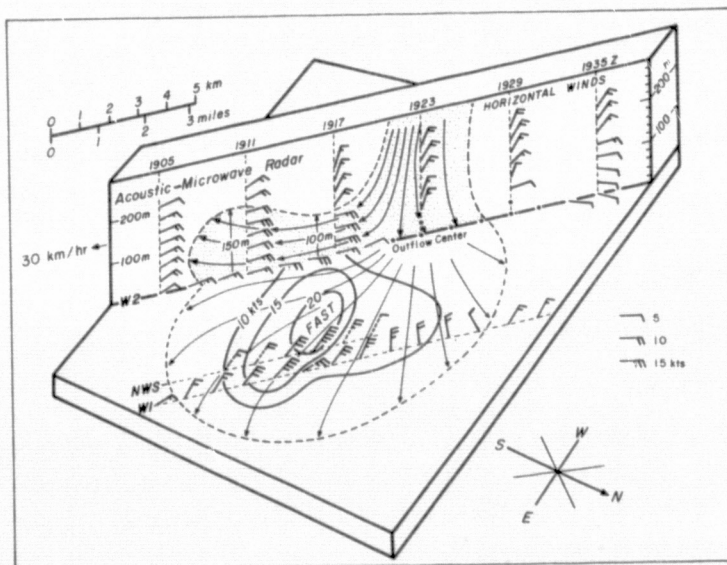 0 1 2 3 4 5 km
0 1 2 3 miles
1905 1911 1917 1923 1929 1935 Z
HORIZONTAL WINDS
Acoustic-Microwave Radar
200m
100m
200
100
30 km/hr
150m
100m
Outflow Center
W2
10 kts
15
20
FAST
NWS
W1
5
10
15 kts
S
W
N
E